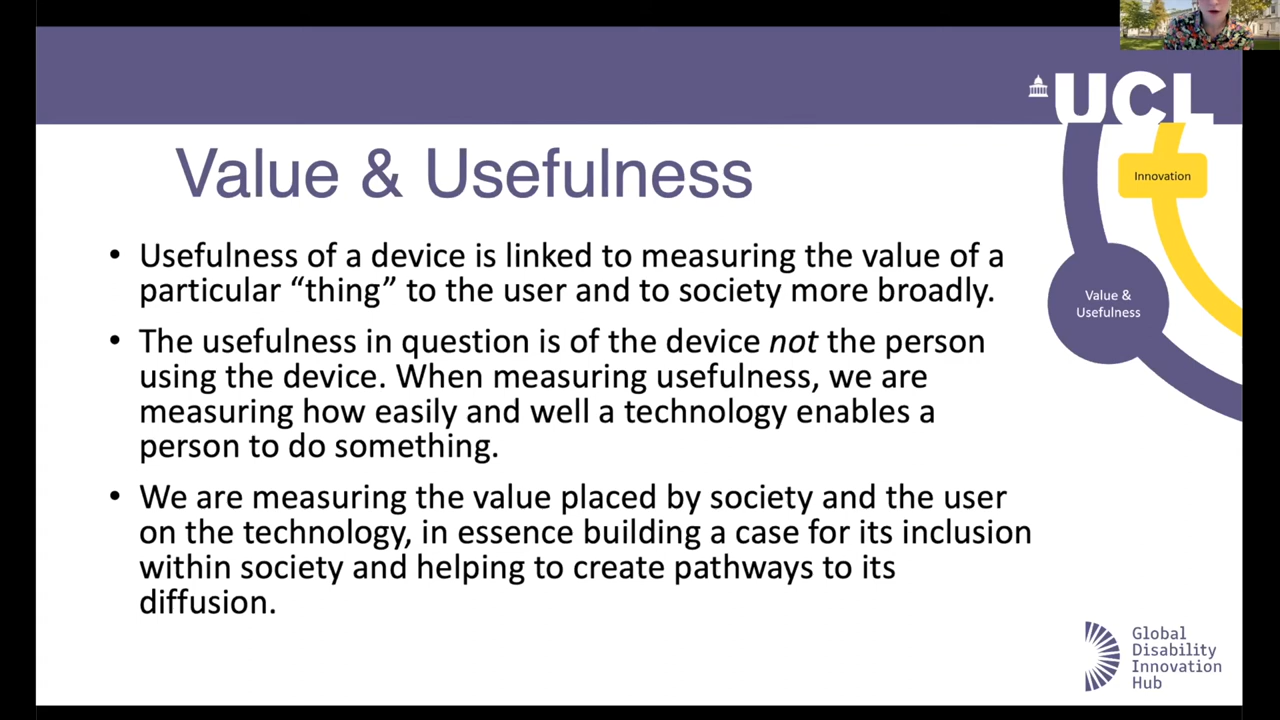 UCL
Value & Usefulness
Innovation
• Usefulness of a device is linked to measuring the value of a
particular “thing” to the user and to society more broadly.
Value &
Usefulness
• The usefulness in question is of the device not the person
using the device. When measuring usefulness, we are
measuring how easily and well a technology enables a
person to do something.
• We are measuring the value placed by society and the user
on the technology, in essence building a case for its inclusion
within society and helping to create pathways to its
diffusion.
Global
Disability
Innovation
Hub